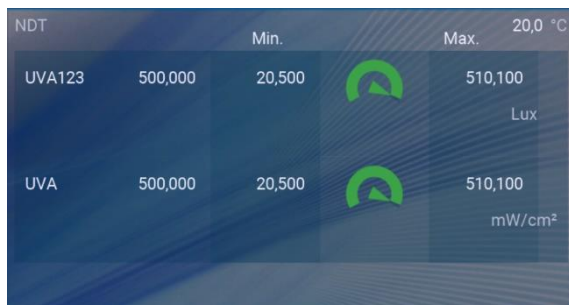 NDT 20,0 °C
Min. Max.
UVA123 500,000 20,500 510,100
Lux
UVA 500,000 20,500 510,100
mW/cm²